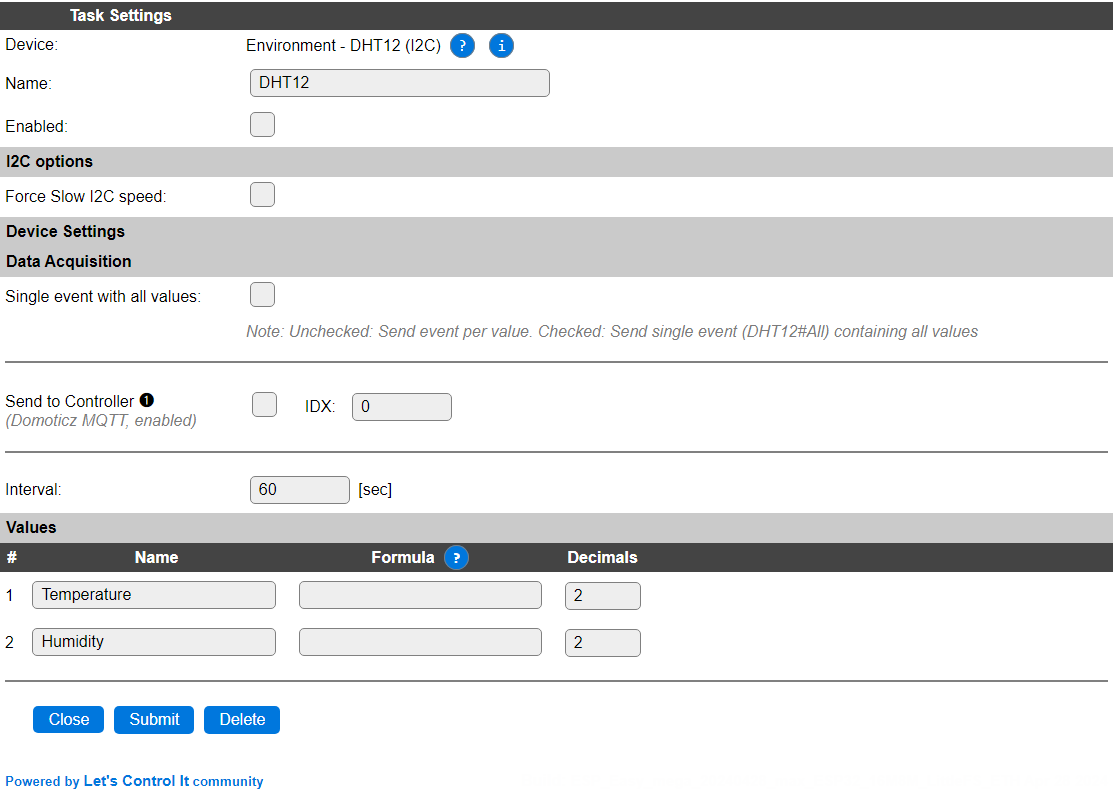 Task Settings
Device: Environment - DHT12 (I2C) ? i
Name: DHT12
Enabled:
I2C options
Force Slow I2C speed:
Device Settings
Data Acquisition
Single event with all values:
Note: Unchecked: Send event per value. Checked: Send single event (DHT12#All) containing all values
Send to Controller ❶ IDX: 0
(Domoticz MQTT, enabled)
Interval: 60 [sec]
Values
# Name Formula ? Decimals
1 Temperature 2
2 Humidity 2
Close Submit Delete
Powered by Let's Control It community